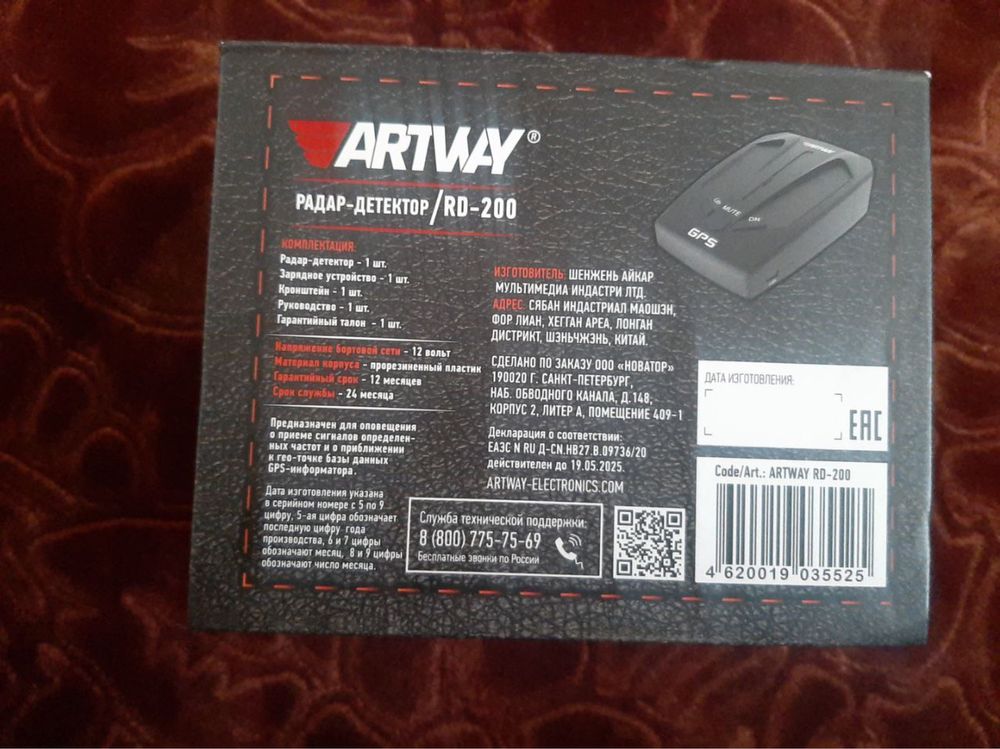 ARTWAY®
РАДАР-ДЕТЕКТОР/RD-200
ARTWAY
Up MUTE ON
GPS
КОМПЛЕКТАЦИЯ:
Радар-детектор - 1 шт.
Зарядное устройство - 1 шт.
Кронштейн - 1 шт.
Руководство - 1 шт.
Гарантийный талон - 1 шт.
Напряжение бортовой сети - 12 вольт
Материал корпуса - прорезиненный пластик
Гарантийный срок - 12 месяцев
Срок службы - 24 месяца
Предназначен для оповещения
о приеме сигналов определен-
ных частот и о приближении
к гео-точке базы данных
GPS-информатора.
Дата изготовления указана
в серийном номере с 5 по 9
цифру, 5-ая цифра обозначает
последнюю цифру года
производства, 6 и 7 цифры
обозначают месяц, 8 и 9 цифры
обозначают число месяца.
ИЗГОТОВИТЕЛЬ: ШЕНЖЕНЬ АЙКАР
МУЛЬТИМЕДИА ИНДАСТРИ ЛТД.
АДРЕС: СЯБАН ИНДАСТРИАЛ МАОШЭН,
ФОР ЛИАН, ХЕГГАН АРЕА, ЛОНГАН
ДИСТРИКТ, ШЭНЬЧЖЭНЬ, КИТАЙ.
СДЕЛАНО ПО ЗАКАЗУ ООО «НОВАТОР»
190020 Г. САНКТ-ПЕТЕРБУРГ,
НАБ. ОБВОДНОГО КАНАЛА, Д.148,
КОРПУС 2, ЛИТЕР А, ПОМЕЩЕНИЕ 409-1
Декларация о соответствии:
ЕАЭС N RU Д-CN.НВ27.В.09736/20
действителен до 19.05.2025.
ARTWAY-ELECTRONICS.COM
Служба технической поддержки:
8 (800) 775-75-69
Бесплатные звонки по России
ДАТА ИЗГОТОВЛЕНИЯ:
EAC
Code/Art.: ARTWAY RD-200
4 620019 035525